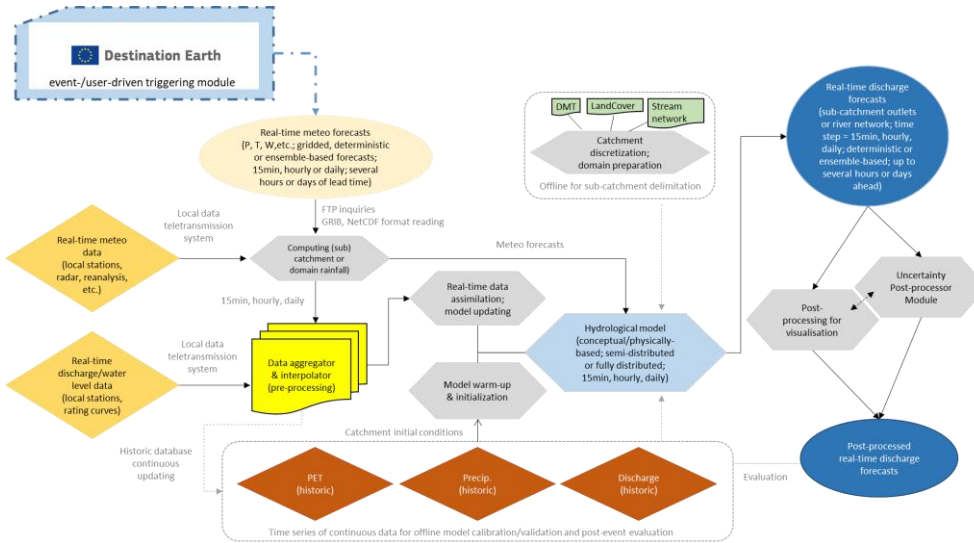 Destination Earth
event-/user-driven triggering module
Real-time meteo forecasts
(P, T, W,etc.; gridded,
deterministic
or ensemble-based forecasts;
15min, hourly or daily; several
hours or days of lead time)
DMT
LandCover
Stream
network
Catchment
discretization;
domain preparation
Offline for sub-catchment delimitation
Real-time discharge
forecasts
(sub-catchment outlets
or river network; time
step = 15min, hourly,
daily; deterministic or
ensemble-based; up to
several hours or days
ahead)
FTP inquiries
GRIB, NetCDF format reading
Local data
teletransmission
system
Real-time meteo
data
(local stations,
radar, reanalysis,
etc.)
Computing (sub)
catchment or
domain rainfall)
Meteo forecasts
15min, hourly, daily
Real-time data
assimilation;
model updating
Uncertainty
Post-processor
Module
Post-
processing for
visualisation
Hydrological model
(conceptual/physically-
based; semi-distributed
or fully distributed;
15min, hourly, daily)
Real-time
discharge/water
level data
(local stations,
rating curves)
Local data
teletransmission
system
Data aggregator
& interpolator
(pre-processing)
Model warm-up
& initialization
Historic database
continuous
updating
Catchment initial conditions
Post-processed
real-time discharge
forecasts
Evaluation
PET
(historic)
Precip.
(historic)
Discharge
(historic)
Time series of continuous data for offline model calibration/validation and post-event evaluation